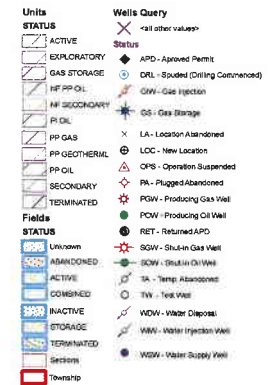 Units
STATUS
ACTIVE
EXPLORATORY
GAS STORAGE
NF PP OIL
NF SECONDARY
PI OIL
PP GAS
PP GEOTHERML
PP OIL
SECONDARY
TERMINATED
Fields
STATUS
Unknown
ABANDONED
ACTIVE
COMBINED
INACTIVE
STORAGE
TERMINATED
Sections
Township
Wells Query
<all other values>
Status
APD - Aproved Permit
DRL - Spuded (Drilling Commenced)
GIW - Gas Injection
GS - Gas Storage
LA - Location Abandoned
LOC - New Location
OPS - Operation Suspended
PA - Plugged Abandoned
PGW - Producing Gas Well
POW - Producing Oil Well
RET - Returned APD
SGW - Shut-in Gas Well
SOW - Shut-in Oil Well
TA - Temp. Abandoned
TW - Test Well
WDW - Water Disposal
WIW - Water Injection Well
WSW - Water Supply Well